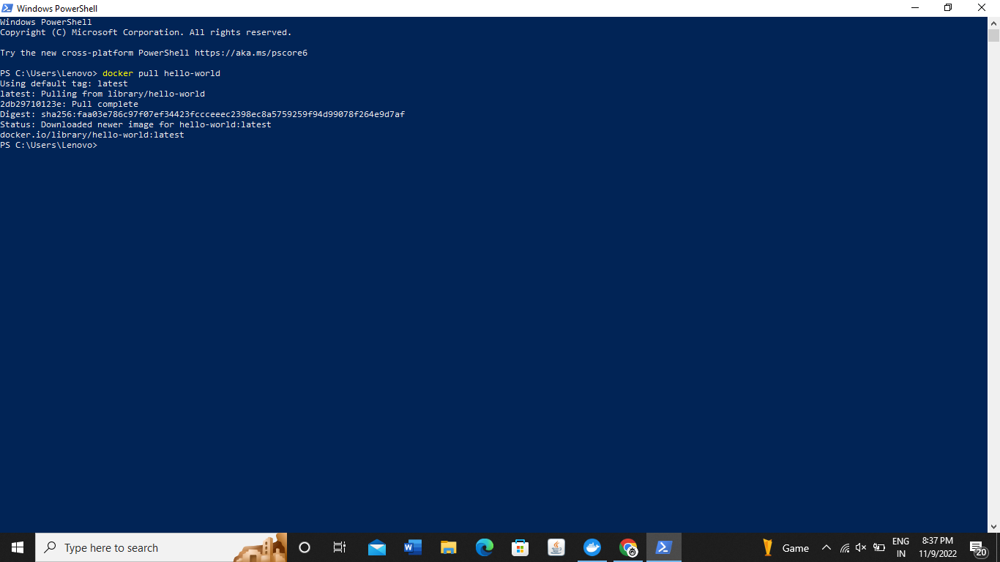 Windows PowerShell
Windows PowerShell
Copyright (C) Microsoft Corporation. All rights reserved.
Try the new cross-platform PowerShell https://aka.ms/pscore6
PS C:\Users\Lenovo> docker pull hello-world
Using default tag: latest
latest: Pulling from library/hello-world
2db29710123e: Pull complete
Digest: sha256:faa03e786c97f07ef34423fccceeec2398ec8a5759259f94d99078f264e9d7af
Status: Downloaded newer image for hello-world:latest
docker.io/library/hello-world:latest
PS C:\Users\Lenovo>
Type here to search
Game
ENG
IN
8:37 PM
11/9/2022
20